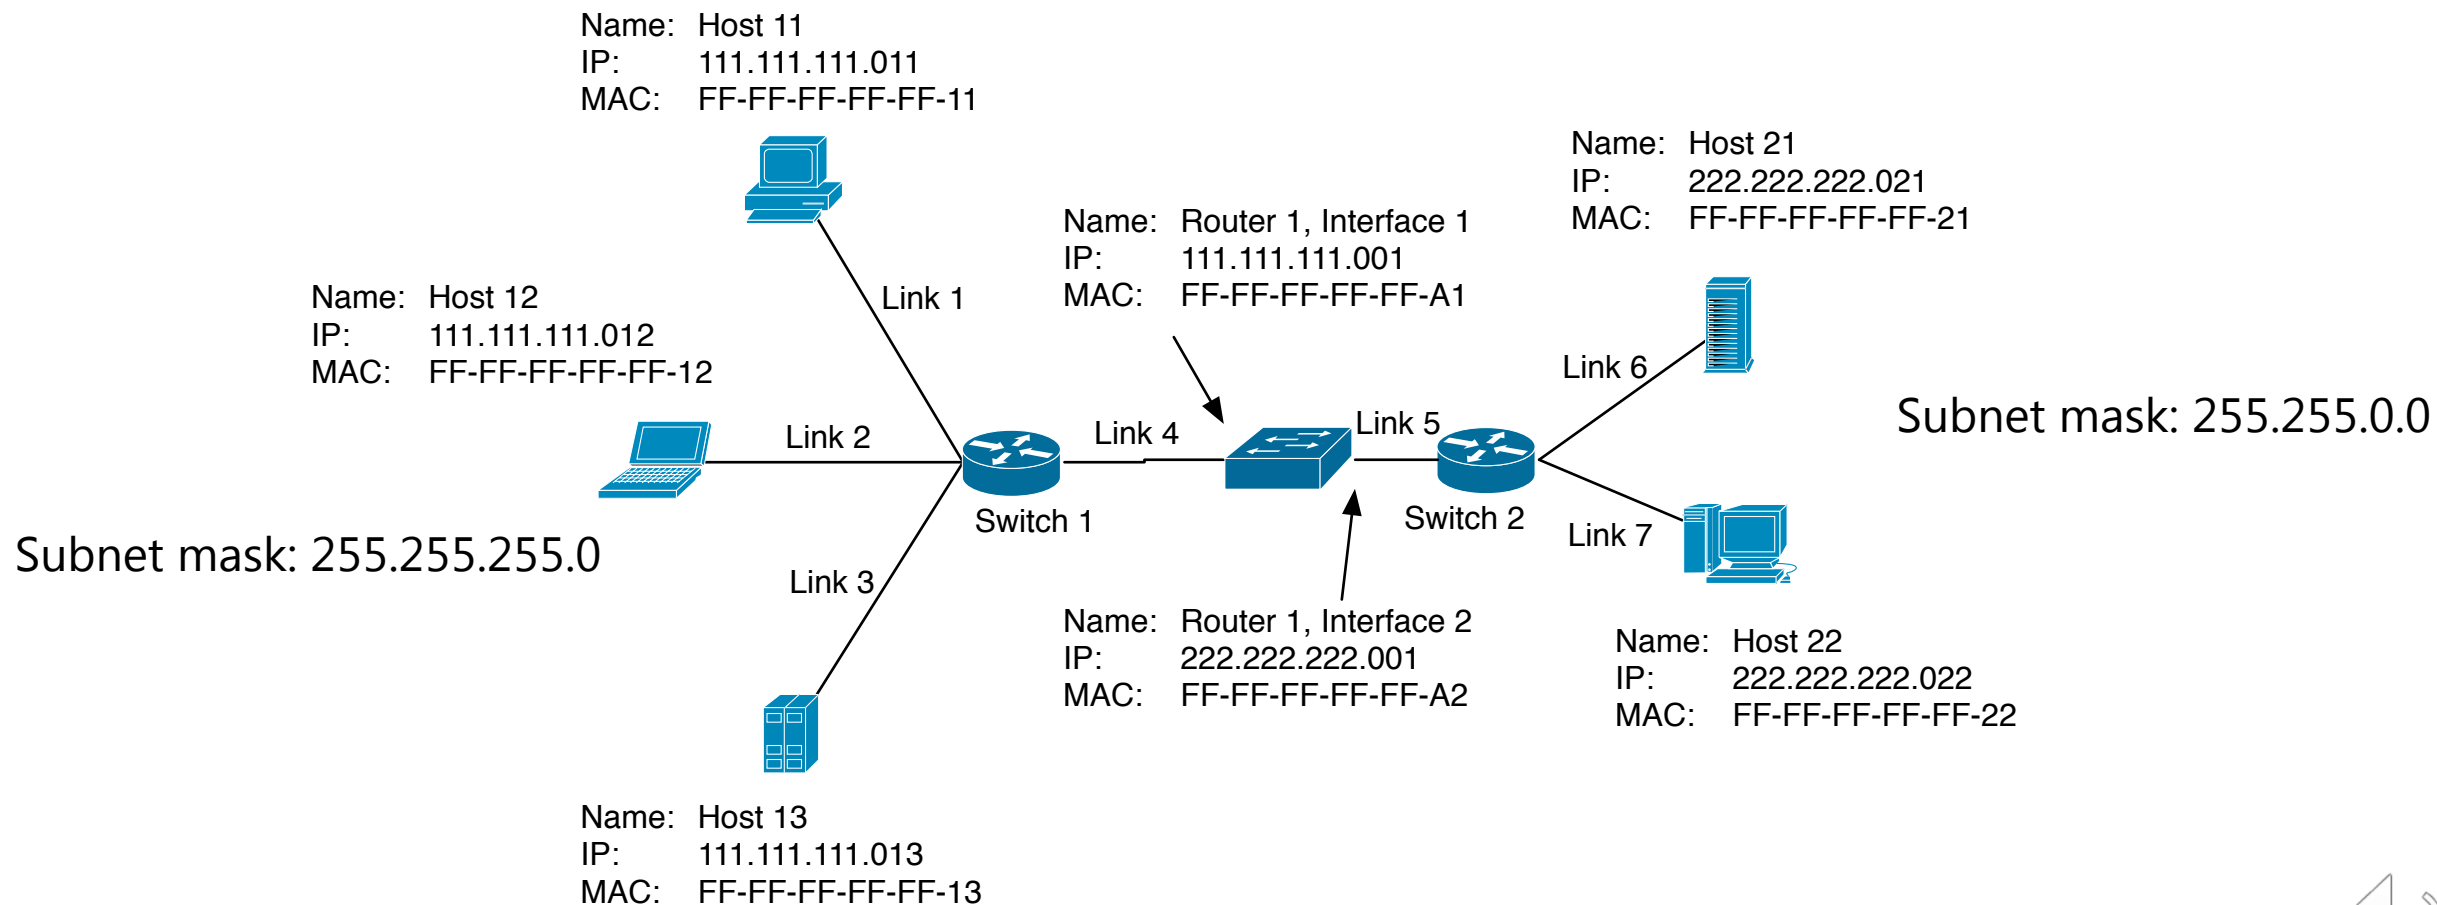 Name: Host 11
IP: 111.111.111.011
MAC: FF-FF-FF-FF-FF-11
Name: Host 21
IP: 222.222.222.021
MAC: FF-FF-FF-FF-FF-21
Name: Router 1, Interface 1
IP: 111.111.111.001
MAC: FF-FF-FF-FF-FF-A1
Name: Host 12
IP: 111.111.111.012
MAC: FF-FF-FF-FF-FF-12
Link 1
Link 6
Subnet mask: 255.255.0.0
Link 2
Link 4
Link 5
Switch 1
Switch 2
Link 7
Subnet mask: 255.255.255.0
Link 3
Name: Router 1, Interface 2
IP: 222.222.222.001
MAC: FF-FF-FF-FF-FF-A2
Name: Host 22
IP: 222.222.222.022
MAC: FF-FF-FF-FF-FF-22
Name: Host 13
IP: 111.111.111.013
MAC: FF-FF-FF-FF-FF-13